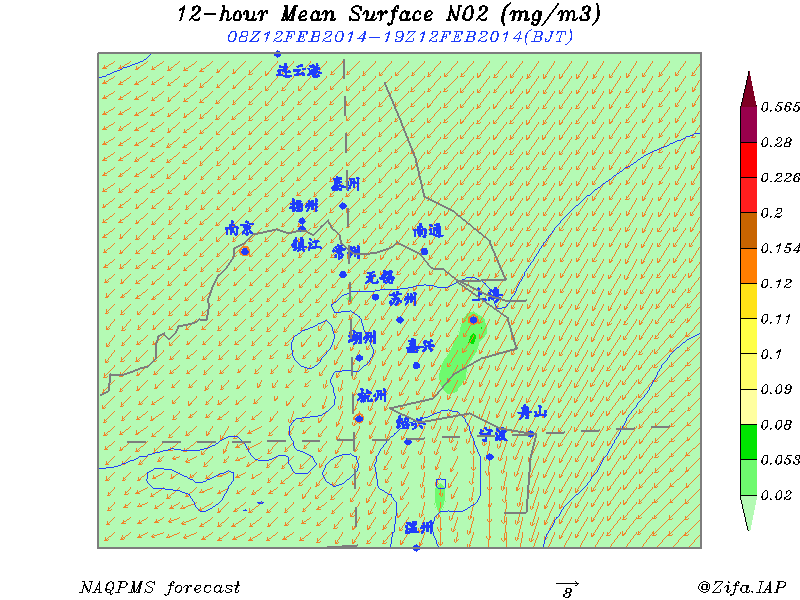 12-hour Mean Surface NO2 (mg/m3)
08Z12FEB2014-19Z12FEB2014(BJT)
连云港
泰州
扬州
南京
镇江
常州
南通
无锡
苏州
上海
湖州
嘉兴
杭州
绍兴
舟山
宁波
温州
0.565
0.28
0.226
0.2
0.154
0.12
0.11
0.1
0.09
0.08
0.053
0.02
NAQPMS forecast
8
@Zifa.IAP